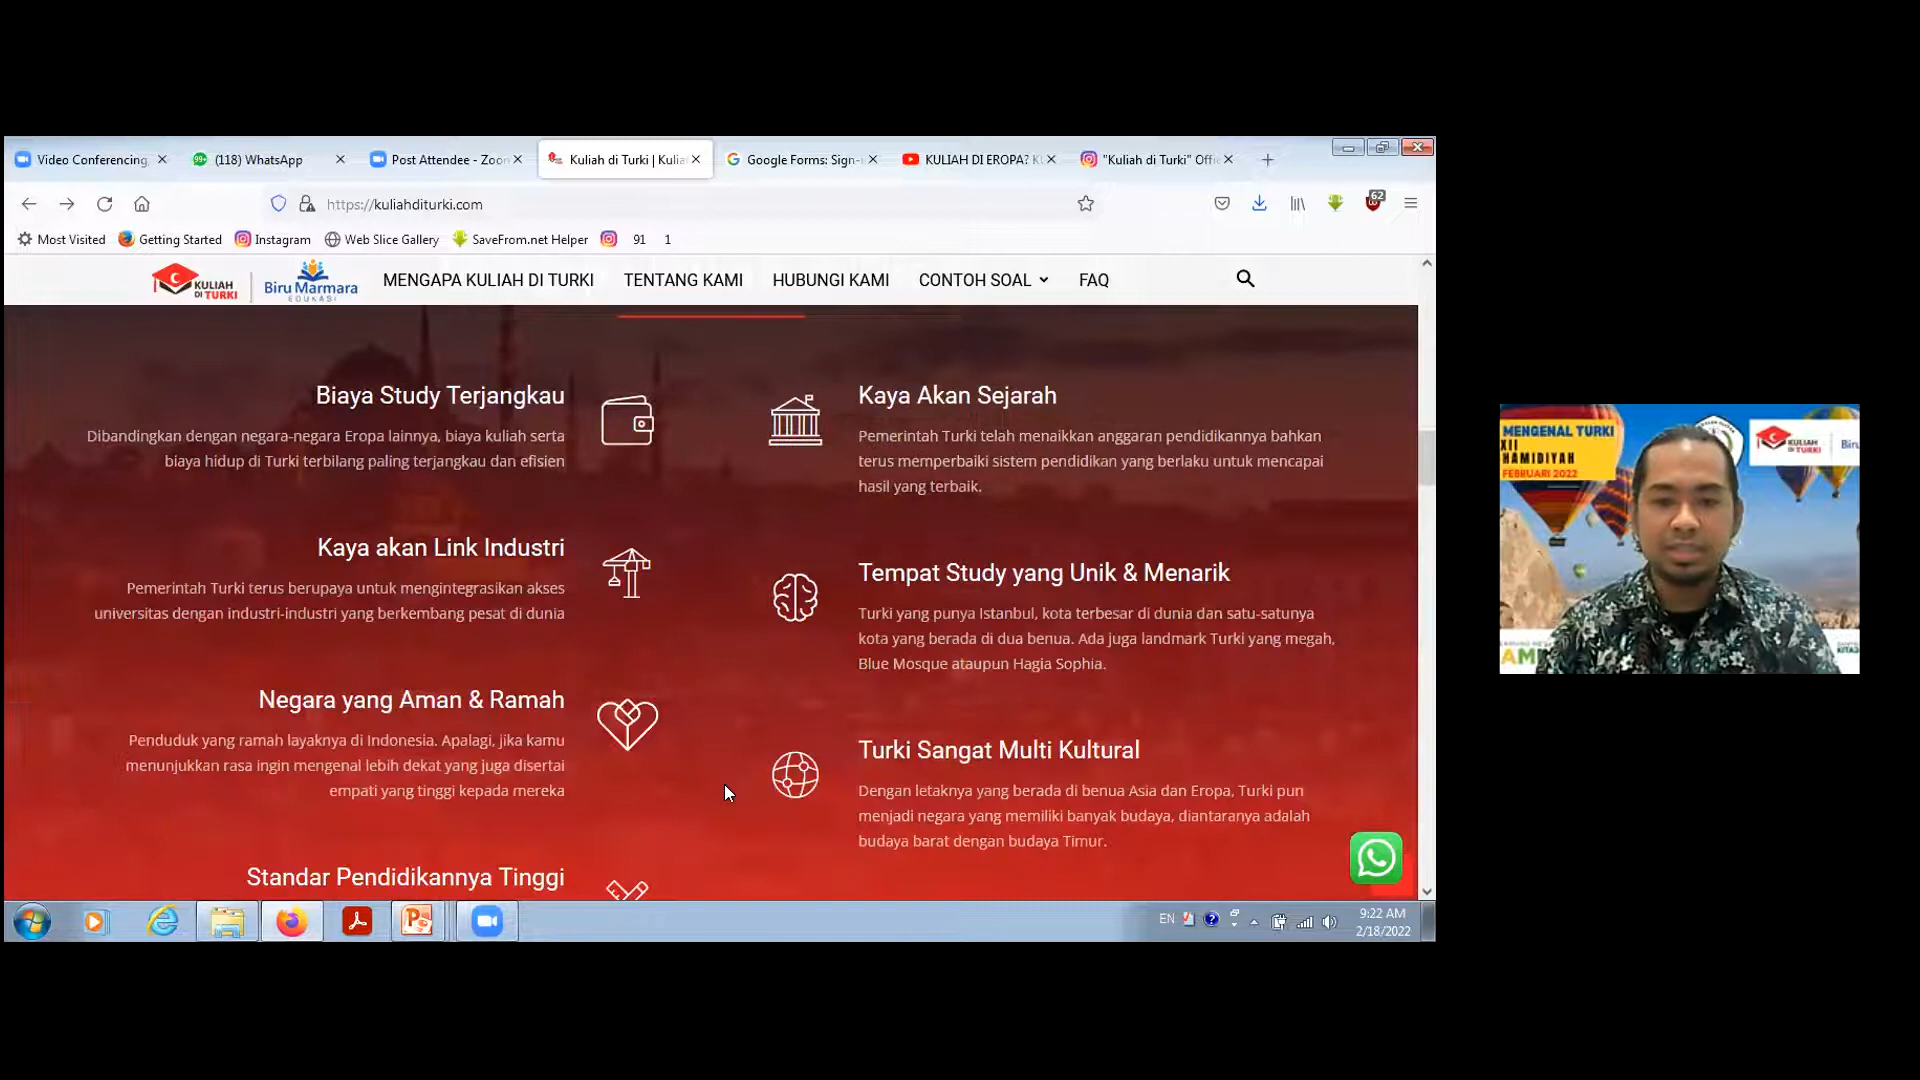 Video Conferencing,
(118) WhatsApp
Post Attendee - Zoon
Kuliah di Turki | Kulia
Google Forms: Sign-
KULIAH DI EROPA?
"Kuliah di Turki" Offi
https://kuliahditurki.com
62
Most Visited
Getting Started
Instagram
Web Slice Gallery
SaveFrom.net Helper
91
1
KULIAH
DI TURKI
Biru Marmara
EDUKASI
MENGAPA KULIAH DI TURKI
TENTANG KAMI
HUBUNGI KAMI
CONTOH SOAL
FAQ
Biaya Study Terjangkau
Dibandingkan dengan negara-negara Eropa lainnya, biaya kuliah serta
biaya hidup di Turki terbilang paling terjangkau dan efisien
Kaya akan Link Industri
Pemerintah Turki terus berupaya untuk mengintegrasikan akses
universitas dengan industri-industri yang berkembang pesat di dunia
Negara yang Aman & Ramah
Penduduk yang ramah layaknya di Indonesia. Apalagi, jika kamu
menunjukkan rasa ingin mengenal lebih dekat yang juga disertai
empati yang tinggi kepada mereka
Standar Pendidikannya Tinggi
Kaya Akan Sejarah
Pemerintah Turki telah menaikkan anggaran pendidikannya bahkan
terus memperbaiki sistem pendidikan yang berlaku untuk mencapai
hasil yang terbaik.
Tempat Study yang Unik & Menarik
Turki yang punya Istanbul, kota terbesar di dunia dan satu-satunya
kota yang berada di dua benua. Ada juga landmark Turki yang megah,
Blue Mosque ataupun Hagia Sophia.
Turki Sangat Multi Kultural
Dengan letaknya yang berada di benua Asia dan Eropa, Turki pun
menjadi negara yang memiliki banyak budaya, diantaranya adalah
budaya barat dengan budaya Timur.
EN
9:22 AM
2/18/2022
MENGENAL TURKI
XII
HAMIDIYAH
FEBRUARI 2022
KULIAH
DI TURKI